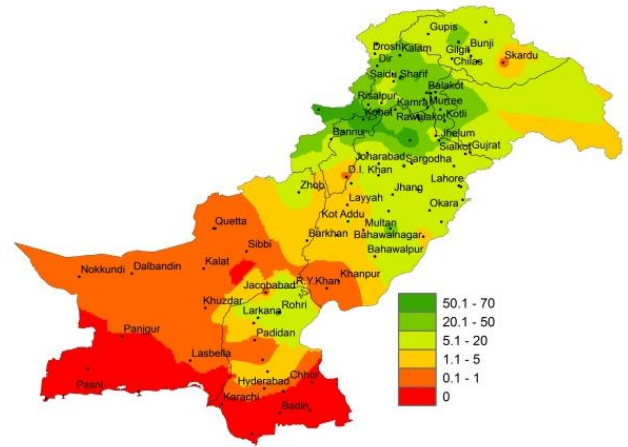 Gupis
Drosh
Kalam
Gilgit
Bunji
Dir
Chilas
Skardu
Saidu Sharif
Balakot
Risalpur
Kamra
Murree
Kohat
Rawalakot
Kotli
Bannu
Jhelum
Sialkot
Gujrat
Joharabad
Sargodha
D.I. Khan
Lahore
Zhob
Layyah
Jhang
Okara
Kot Addu
Quetta
Multan
Barkhan
Bahawalnagar
Sibbi
Bahawalpur
Kalat
Nokkundi
Dalbandin
R.Y.Khan
Khanpur
Jacobabad
Khuzdar
Rohri
Larkana
Padidan
Panjgur
Lasbella
Hyderabad
Chhor
Pasni
Karachi
Badin
50.1 - 70
20.1 - 50
5.1 - 20
1.1 - 5
0.1 - 1
0